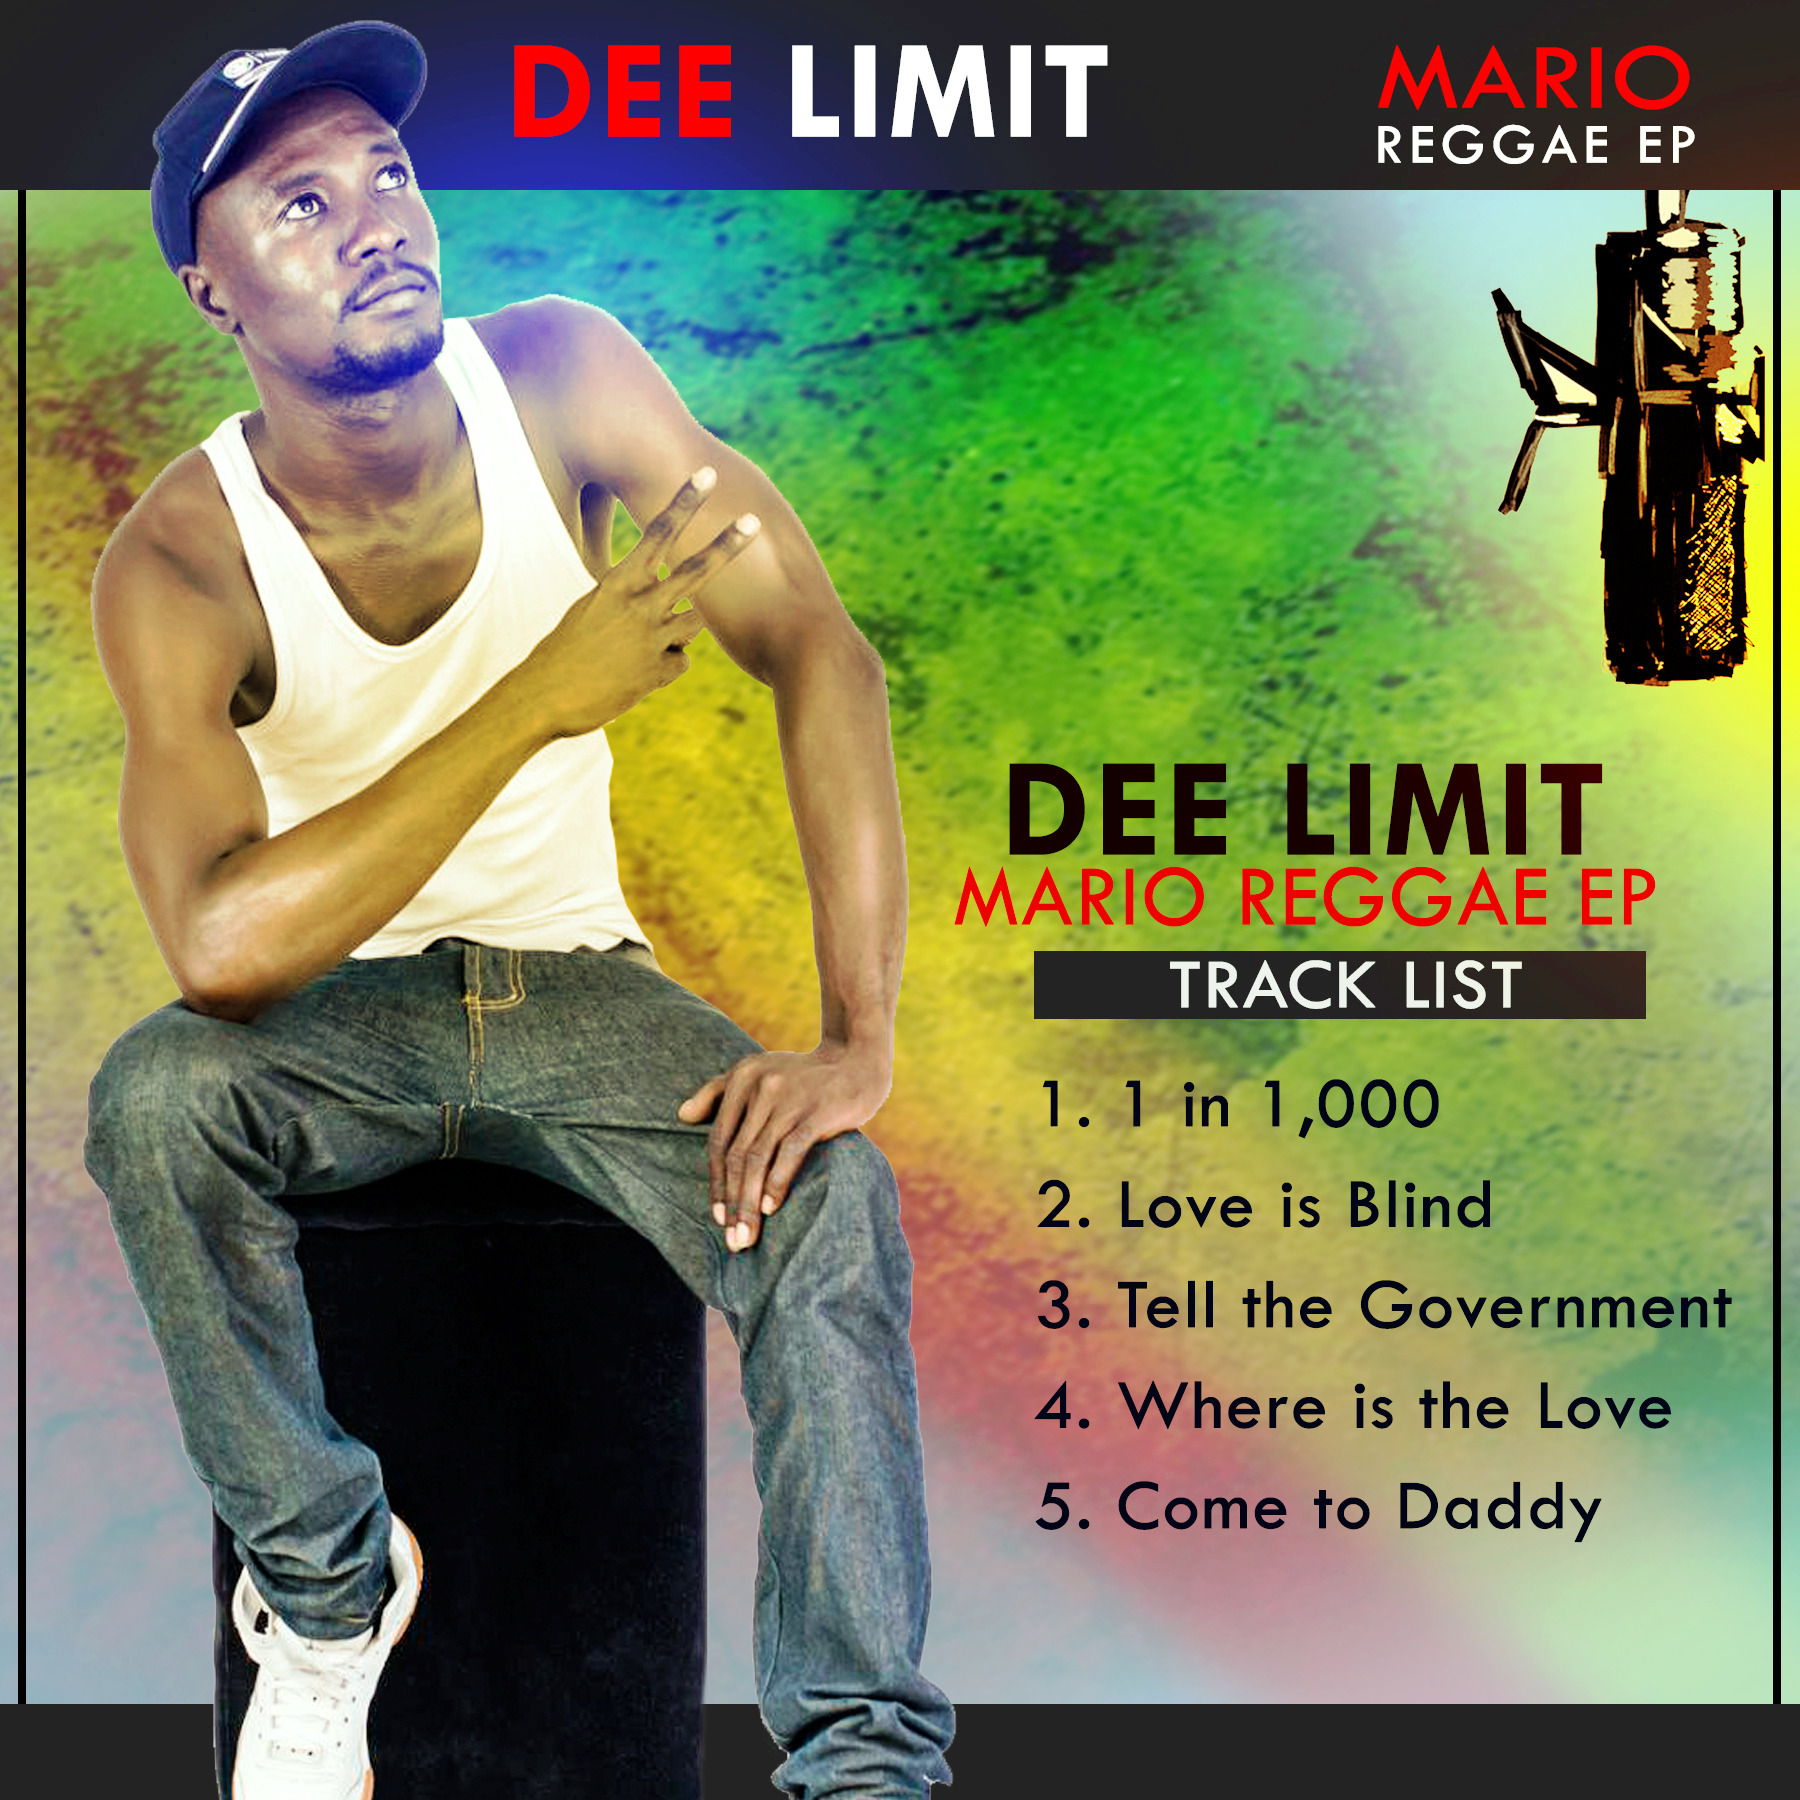 DEE LIMIT
MARIO
REGGAE EP
DEE LIMIT
MARIO REGGAE EP
TRACK LIST
1. 1 in 1,000
2. Love is Blind
3. Tell the Government
4. Where is the Love
5. Come to Daddy